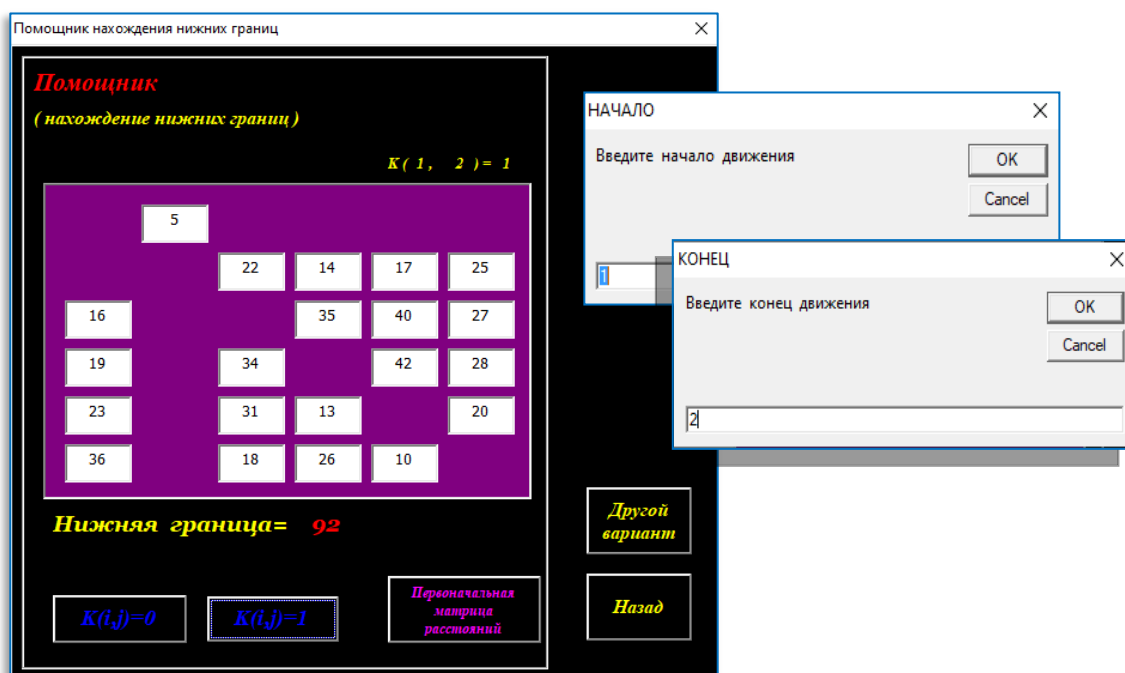 Помощник нахождения нижних границ
Помощник
( нахождение нижних границ )
K ( 1 , 2 ) = 1
5
22 14 17 25
16 35 40 27
19 34 42 28
23 31 13 20
36 18 26 10
Нижняя граница= 92
K(i,j)=0
K(i,j)=1
Первоначальная
матрица
расстояний
Другой
вариант
Назад
НАЧАЛО
Введите начало движения
OK
Cancel
1
КОНЕЦ
Введите конец движения
OK
Cancel
2